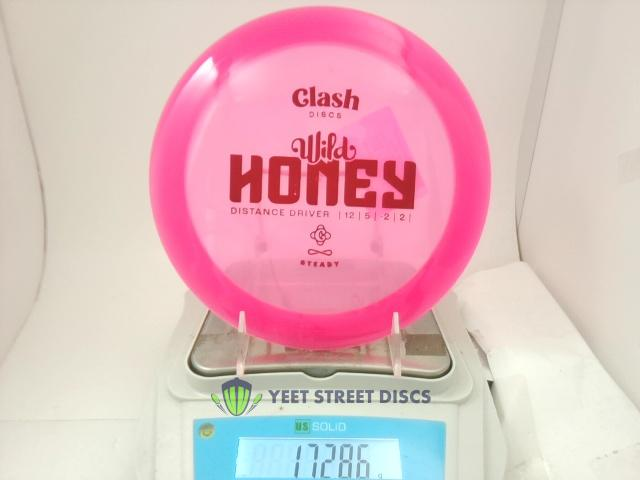 Clash
DISCS
Wild
HONEY
DISTANCE DRIVER | 12 | 5 | -2 | 2 |
STEADY
YEET STREET DISCS
US SOLID
172.86 g